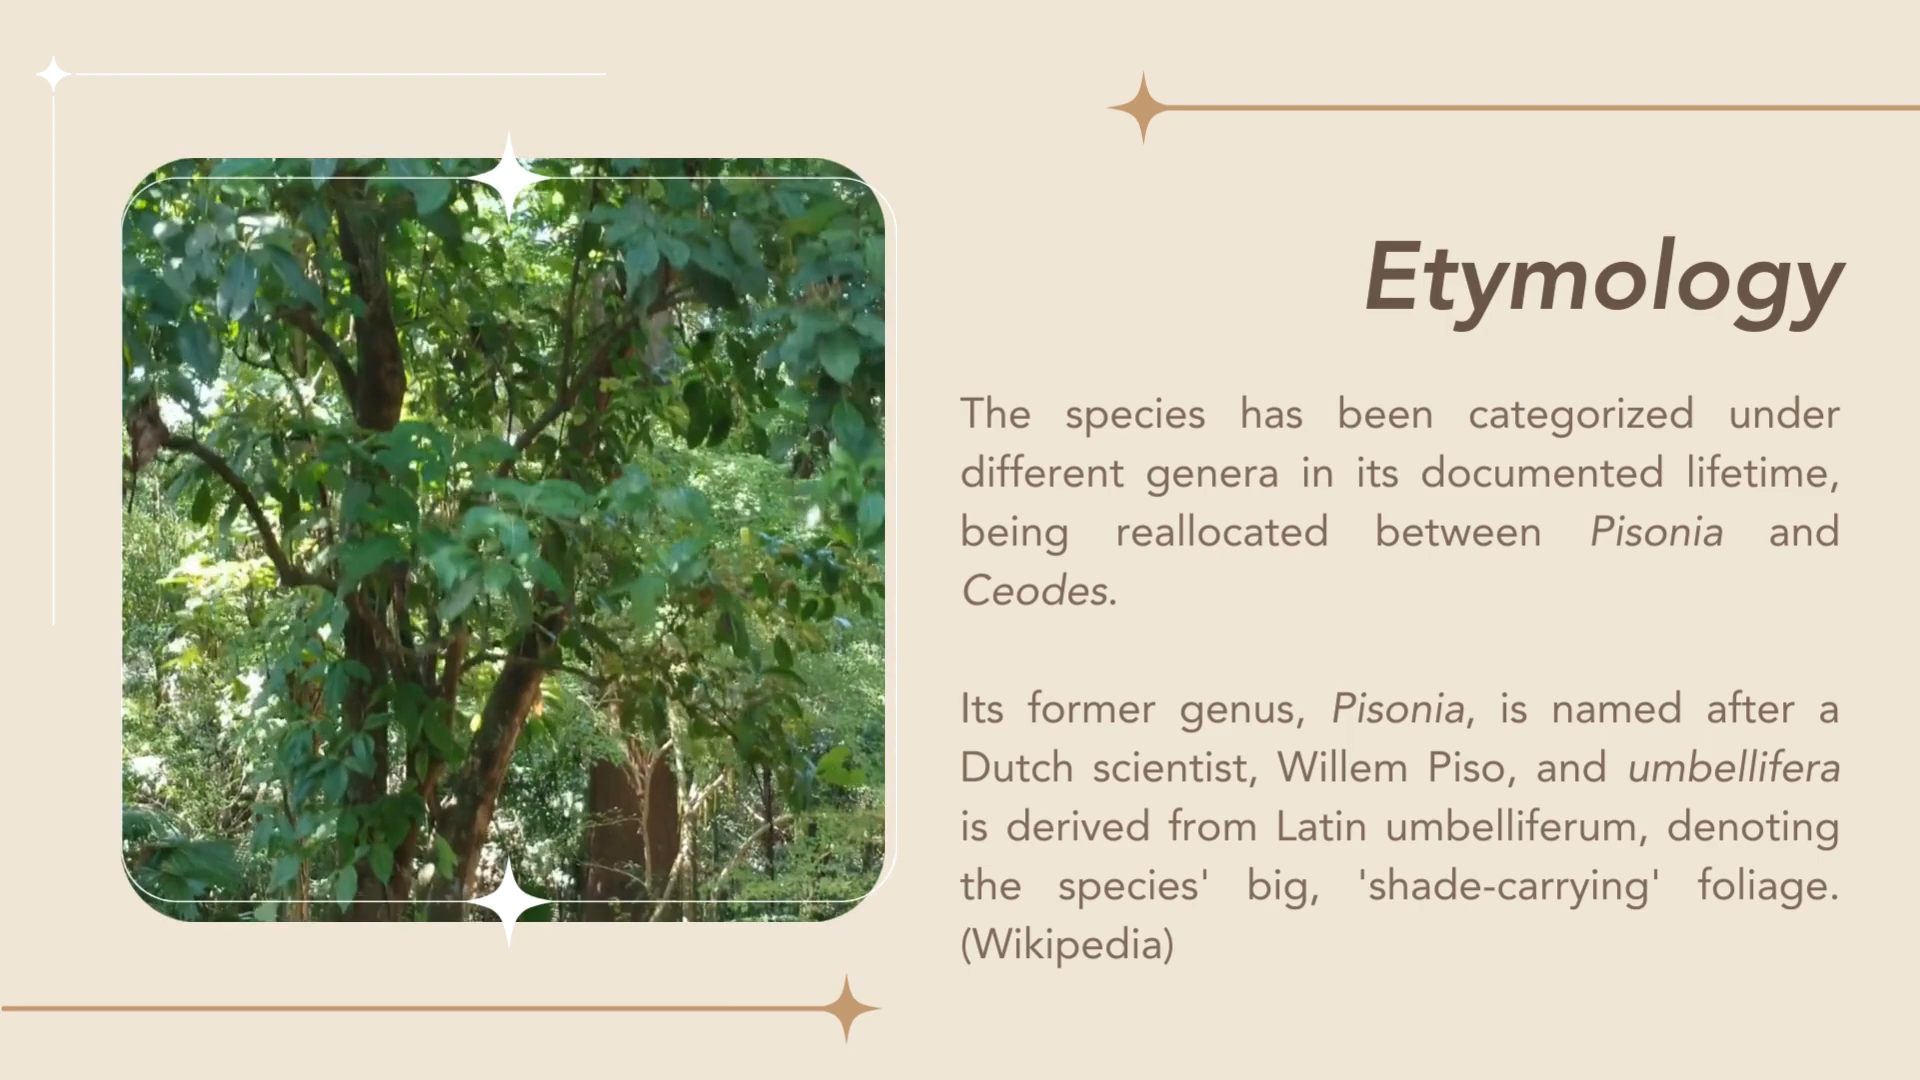 Etymology
The species has been categorized under
different genera in its documented lifetime,
being reallocated between Pisonia and
Ceodes.
Its former genus, Pisonia, is named after a
Dutch scientist, Willem Piso, and umbellifera
is derived from Latin umbelliferum, denoting
the species' big, 'shade-carrying' foliage.
(Wikipedia)